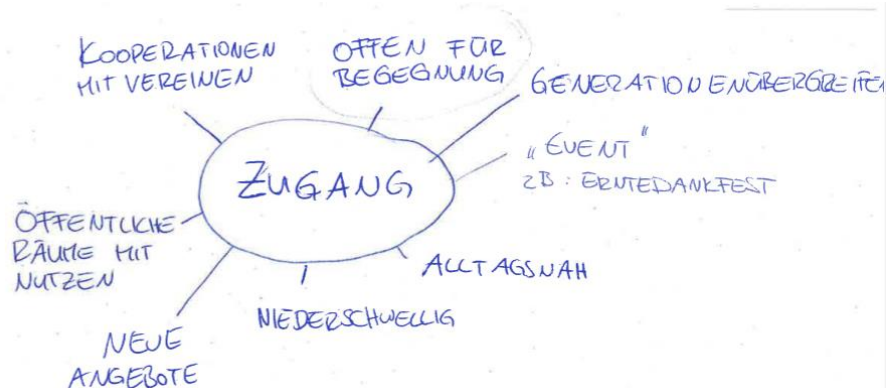 KOOPERATIONEN
MIT VEREINEN
OFFEN FÜR
BEGEGNUNG
GENERATIONENÜBERGREIFEN
„EVENT"
ZB: ERNTEDANKFEST
ZUGANG
ÖFFENTLICHE
RÄUME MIT
NUTZEN
ALLTAGSNAH
NIEDERSCHWELLIG
NEUE
ANGEBOTE